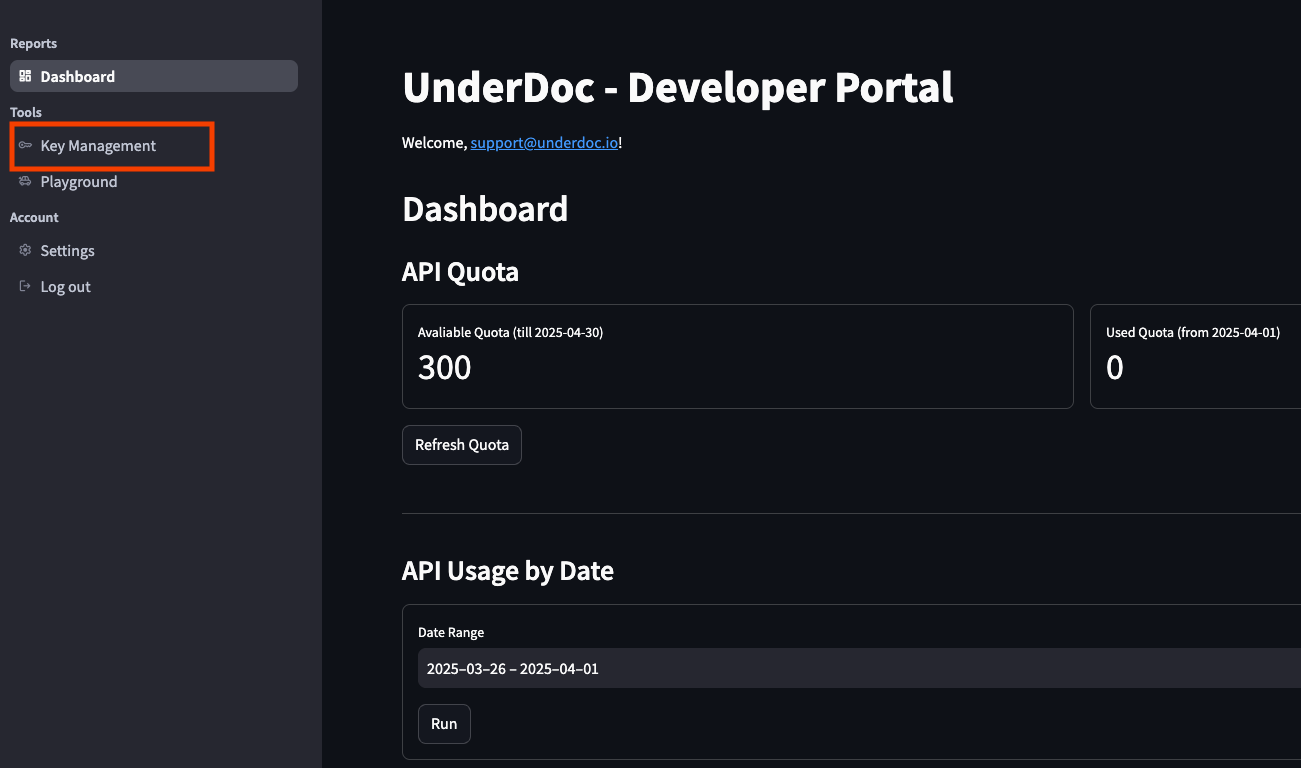 Reports
Dashboard
Tools
Key Management
Playground
Account
Settings
Log out
UnderDoc - Developer Portal
Welcome, support@underdoc.io!
Dashboard
API Quota
Avaliable Quota (till 2025-04-30)
300
Used Quota (from 2025-04-01)
0
Refresh Quota
API Usage by Date
Date Range
2025–03–26 – 2025–04–01
Run